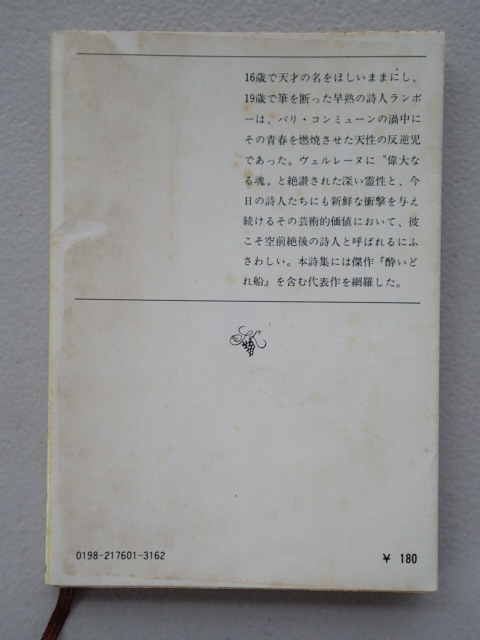 16歳で天才の名をほしいままにし、
19歳で筆を断った早熟の詩人ランボ
ーは、パリ・コンミューンの渦中に
その青春を燃焼させた天性の反逆児
であった。ヴェルレーヌに〝偉大な
る魂〟と絶讃された深い霊性と、今
日の詩人たちにも新鮮な衝撃を与え
続けるその芸術的価値において、彼
こそ空前絶後の詩人と呼ばれるにふ
さわしい。本詩集には傑作『酔いど
れ船』を含む代表作を網羅した。
0198-217601-3162
¥ 180